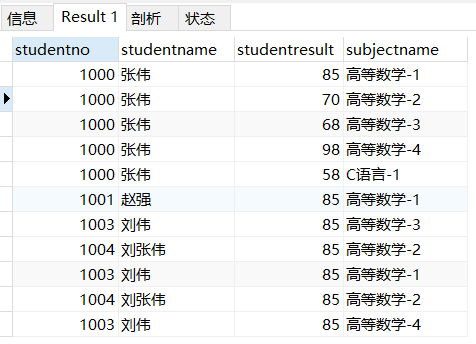 信息 Result 1 剖析 状态
studentno studentname studentresult subjectname
1000 张伟 85 高等数学-1
1000 张伟 70 高等数学-2
1000 张伟 68 高等数学-3
1000 张伟 98 高等数学-4
1000 张伟 58 C语言-1
1001 赵强 85 高等数学-1
1003 刘伟 85 高等数学-3
1004 刘张伟 85 高等数学-2
1003 刘伟 85 高等数学-1
1004 刘张伟 85 高等数学-2
1003 刘伟 85 高等数学-4